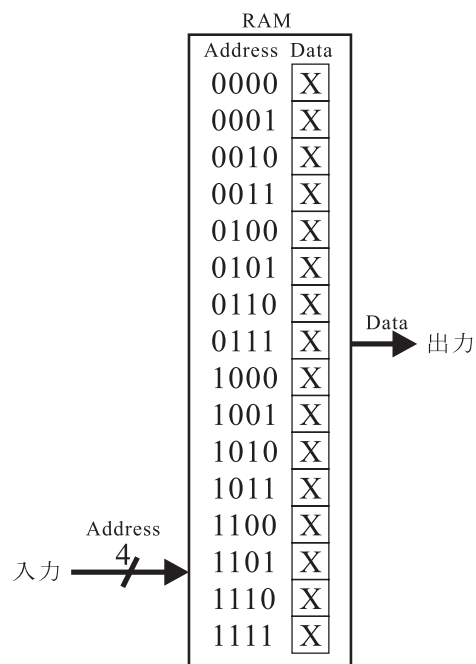 RAM
Address Data
0000 X
0001 X
0010 X
0011 X
0100 X
0101 X
0110 X
0111 X
Data
出力
1000 X
1001 X
1010 X
1011 X
1100 X
Address
4
入力
1101 X
1110 X
1111 X